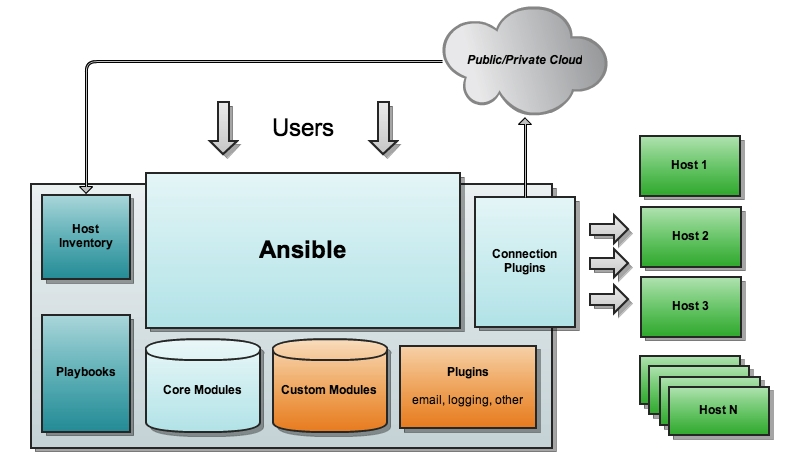 Public/Private Cloud
Users
Host
Inventory
Ansible
Connection
Plugins
Host 1
Host 2
Host 3
Playbooks
Core Modules
Custom Modules
Plugins
email, logging, other
Host N